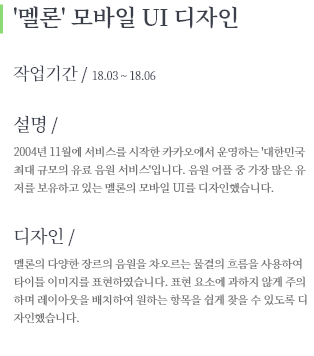 '멜론' 모바일 UI 디자인
작업기간 / 18.03 ~ 18.06
설명 /
2004년 11월에 서비스를 시작한 카카오에서 운영하는 '대한민국
최대 규모의 유료 음원 서비스'입니다. 음원 어플 중 가장 많은 유
저를 보유하고 있는 멜론의 모바일 UI를 디자인했습니다.
디자인 /
멜론의 다양한 장르의 음원을 차오르는 물결의 흐름을 사용하여
타이틀 이미지를 표현하였습니다. 표현 요소에 과하지 않게 주의
하며 레이아웃을 배치하여 원하는 항목을 쉽게 찾을 수 있도록 디
자인했습니다.